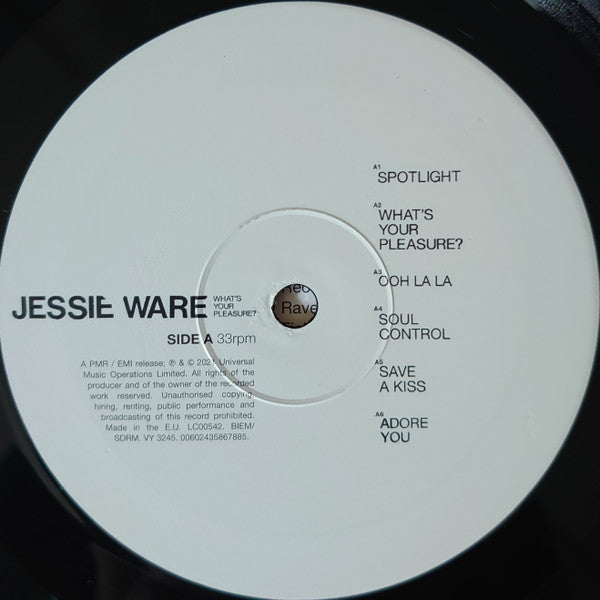 JESSIE WARE
WHAT'S
YOUR
PLEASURE?
SIDE A 33rpm
A PMR / EMI release; ℗ & © 2021 Universal
Music Operations Limited. All rights of the
producer and of the owner of the recorded
work reserved. Unauthorised copying,
hiring, renting, public performance and
broadcasting of this record prohibited.
Made in the E.U. LC00542. BIEM/
SDRM. VY 3245. 00602435867885.
A1
SPOTLIGHT
A2
WHAT'S
YOUR
PLEASURE?
A3
OOH LA LA
A4
SOUL
CONTROL
A5
SAVE
A KISS
A6
ADORE
YOU
Rave